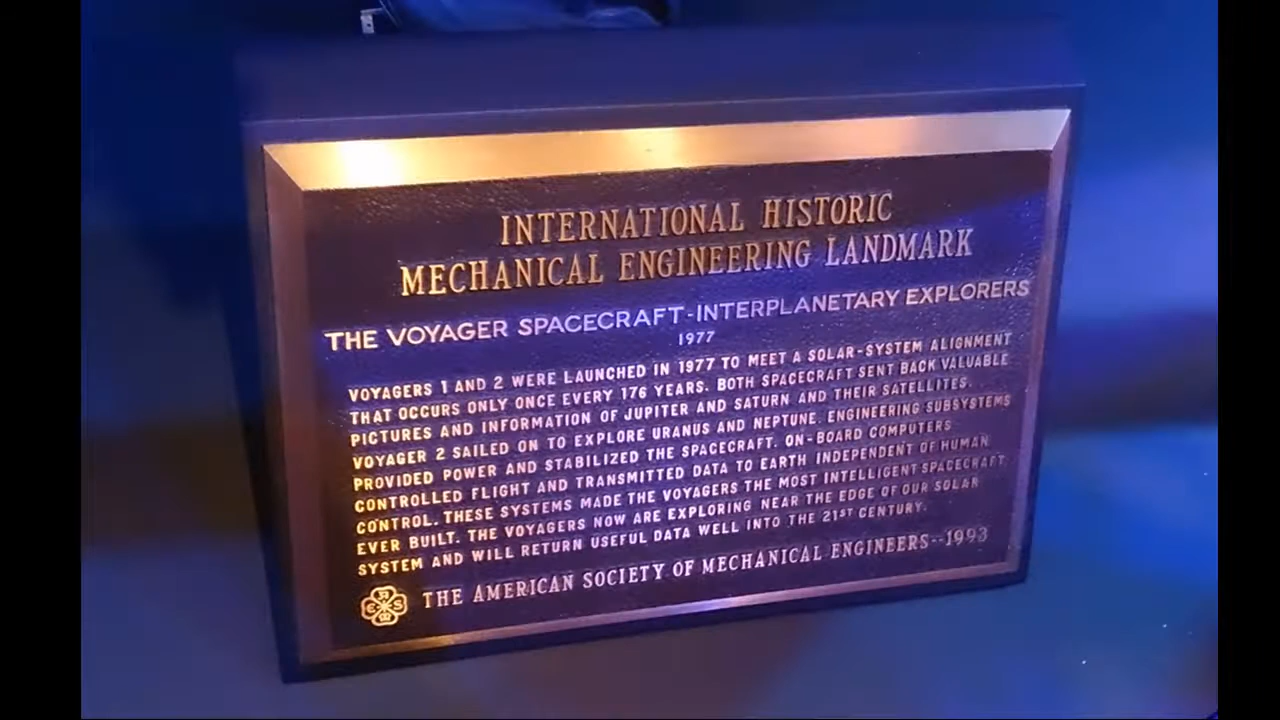 INTERNATIONAL HISTORIC
MECHANICAL ENGINEERING LANDMARK
THE VOYAGER SPACECRAFT-INTERPLANETARY EXPLORERS
1977
VOYAGERS 1 AND 2 WERE LAUNCHED IN 1977 TO MEET A SOLAR-SYSTEM ALIGNMENT
THAT OCCURS ONLY ONCE EVERY 176 YEARS. BOTH SPACECRAFT SENT BACK VALUABLE
PICTURES AND INFORMATION OF JUPITER AND SATURN AND THEIR SATELLITES.
VOYAGER 2 SAILED ON TO EXPLORE URANUS AND NEPTUNE. ENGINEERING SUBSYSTEMS
PROVIDED POWER AND STABILIZED THE SPACECRAFT. ON-BOARD COMPUTERS
CONTROLLED FLIGHT AND TRANSMITTED DATA TO EARTH INDEPENDENT OF HUMAN
CONTROL. THESE SYSTEMS MADE THE VOYAGERS THE MOST INTELLIGENT SPACECRAFT
EVER BUILT. THE VOYAGERS NOW ARE EXPLORING NEAR THE EDGE OF OUR SOLAR
SYSTEM AND WILL RETURN USEFUL DATA WELL INTO THE 21ST CENTURY.
THE AMERICAN SOCIETY OF MECHANICAL ENGINEERS--1993